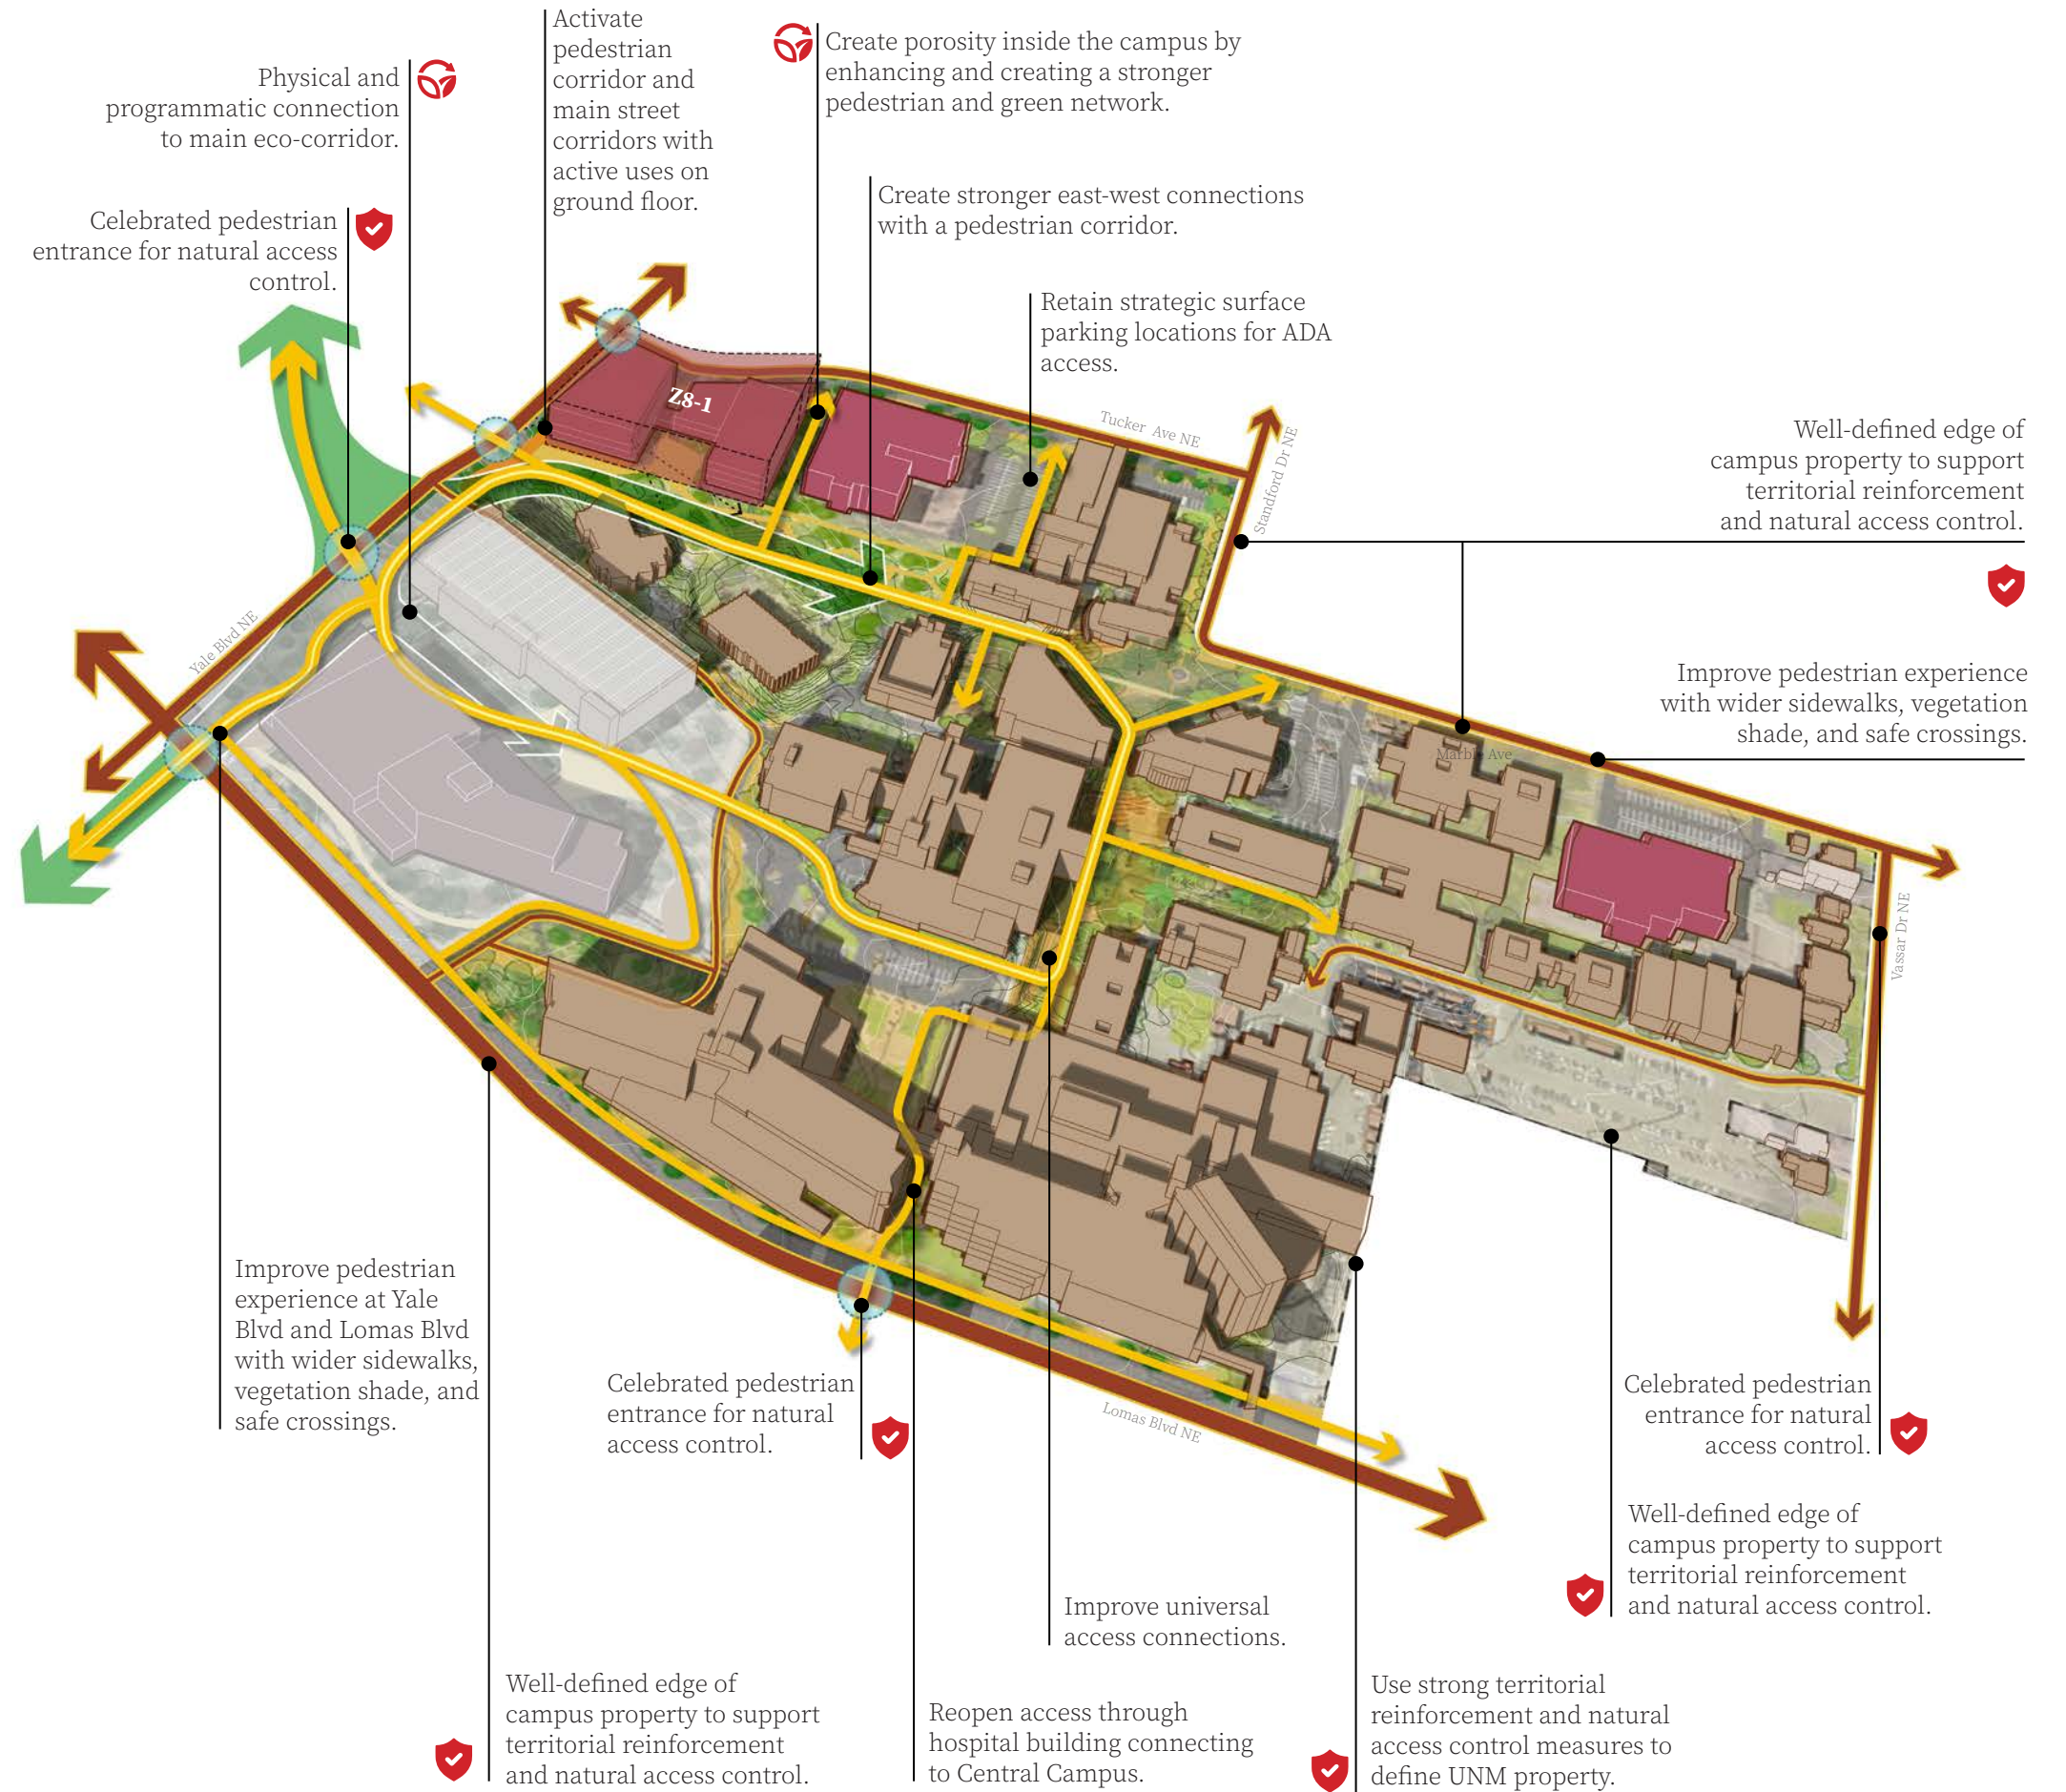 Activate
pedestrian
corridor and
main street
corridors with
active uses on
ground floor.
Create porosity inside the campus by
enhancing and creating a stronger
pedestrian and green network.
Physical and
programmatic connection
to main eco-corridor.
Create stronger east-west connections
with a pedestrian corridor.
Celebrated pedestrian
entrance for natural access
control.
Retain strategic surface
parking locations for ADA
access.
Z8-1
Tucker Ave NE
Standford Dr NE
Well-defined edge of
campus property to support
territorial reinforcement
and natural access control.
Yale Blvd NE
Improve pedestrian experience
with wider sidewalks, vegetation
shade, and safe crossings.
Marble Ave
Vassar Dr NE
Improve pedestrian
experience at Yale
Blvd and Lomas Blvd
with wider sidewalks,
vegetation shade, and
safe crossings.
Celebrated pedestrian
entrance for natural
access control.
Lomas Blvd NE
Celebrated pedestrian
entrance for natural
access control.
Well-defined edge of
campus property to support
territorial reinforcement
and natural access control.
Improve universal
access connections.
Well-defined edge of
campus property to support
territorial reinforcement
and natural access control.
Reopen access through
hospital building connecting
to Central Campus.
Use strong territorial
reinforcement and natural
access control measures to
define UNM property.